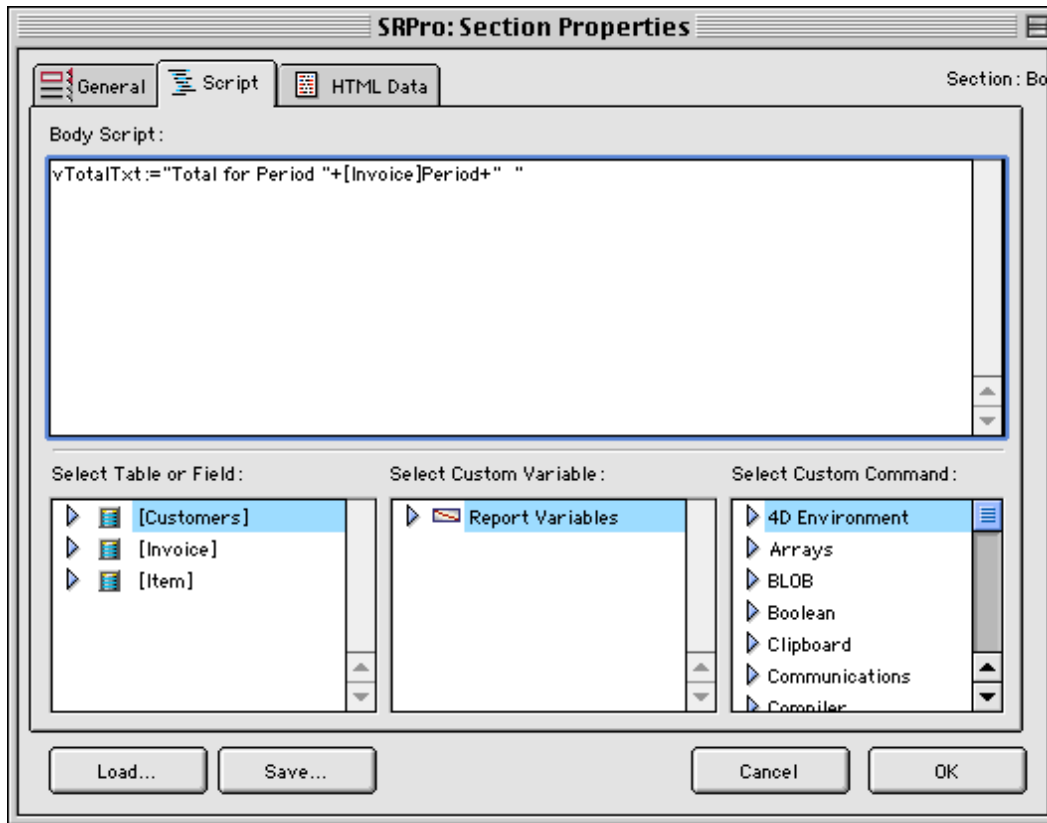 SRPro: Section Properties
General
Script
HTML Data
Section: Bo
Body Script:
vTotalTxt:="Total for Period "+[Invoice]Period+"  "
Select Table or Field:
Select Custom Variable:
Select Custom Command:
[Customers]
[Invoice]
[Item]
Report Variables
4D Environment
Arrays
BLOB
Boolean
Clipboard
Communications
Compiler
Load...
Save...
Cancel
OK